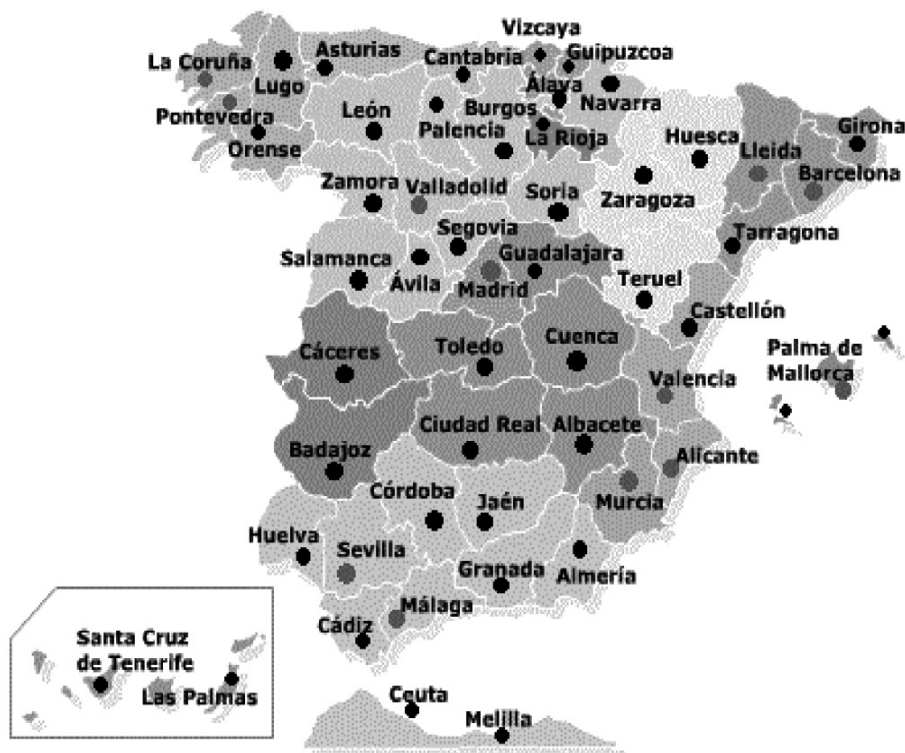 Vizcaya
La Coruña
Asturias
Cantabria
Guipuzcoa
Lugo
Álava
Navarra
Pontevedra
León
Burgos
Palencia
La Rioja
Huesca
Girona
Orense
Lleida
Barcelona
Zamora
Valladolid
Soria
Zaragoza
Segovia
Tarragona
Salamanca
Guadalajara
Ávila
Madrid
Teruel
Castellón
Cáceres
Toledo
Cuenca
Palma de
Mallorca
Valencia
Badajoz
Ciudad Real
Albacete
Alicante
Córdoba
Jaén
Murcia
Huelva
Sevilla
Granada
Almería
Málaga
Cádiz
Santa Cruz
de Tenerife
Las Palmas
Ceuta
Melilla